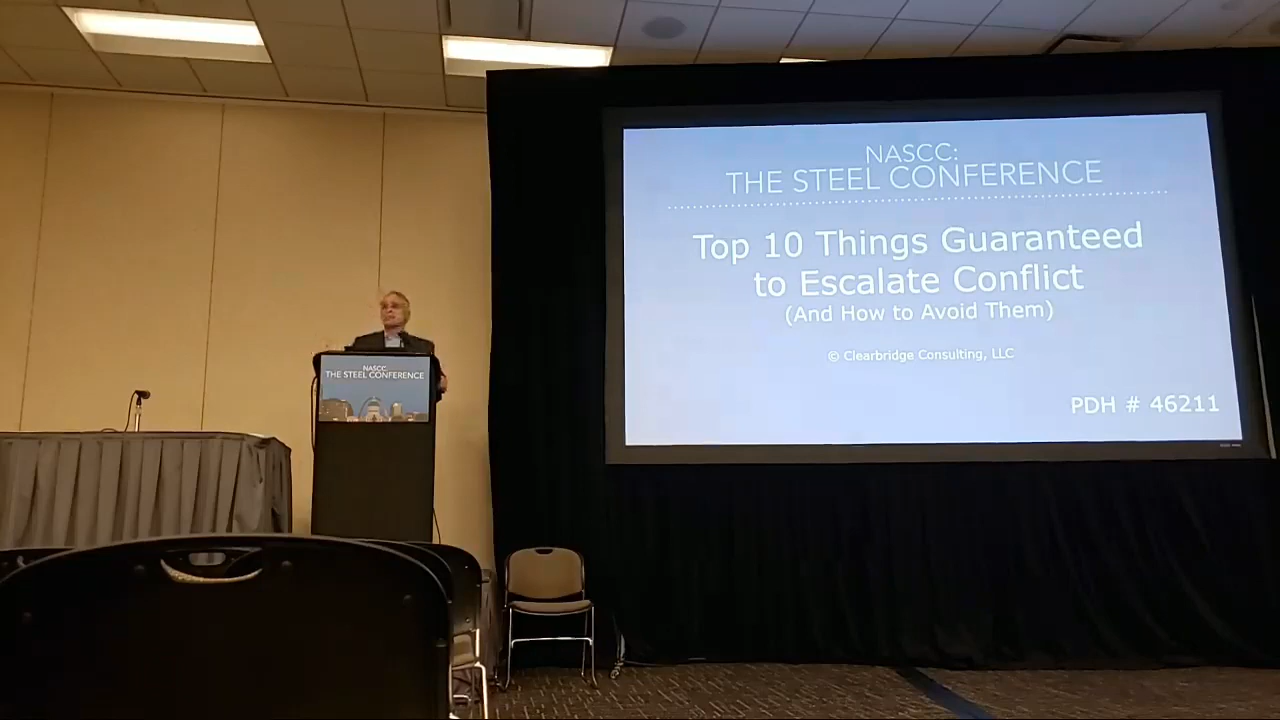 NASCC:
THE STEEL CONFERENCE
Top 10 Things Guaranteed
to Escalate Conflict
(And How to Avoid Them)
© Clearbridge Consulting, LLC
PDH # 46211
NASCC:
THE STEEL CONFERENCE